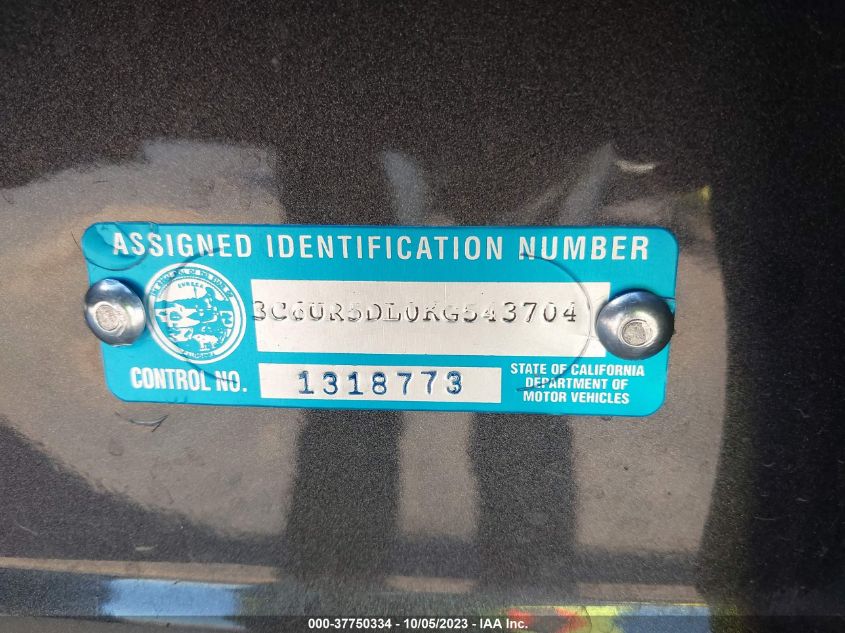 ASSIGNED IDENTIFICATION NUMBER
3C6UR5DL0KG543704
CONTROL NO. 1318773
STATE OF CALIFORNIA
DEPARTMENT OF
MOTOR VEHICLES
000-37750334 - 10/05/2023 - IAA Inc.